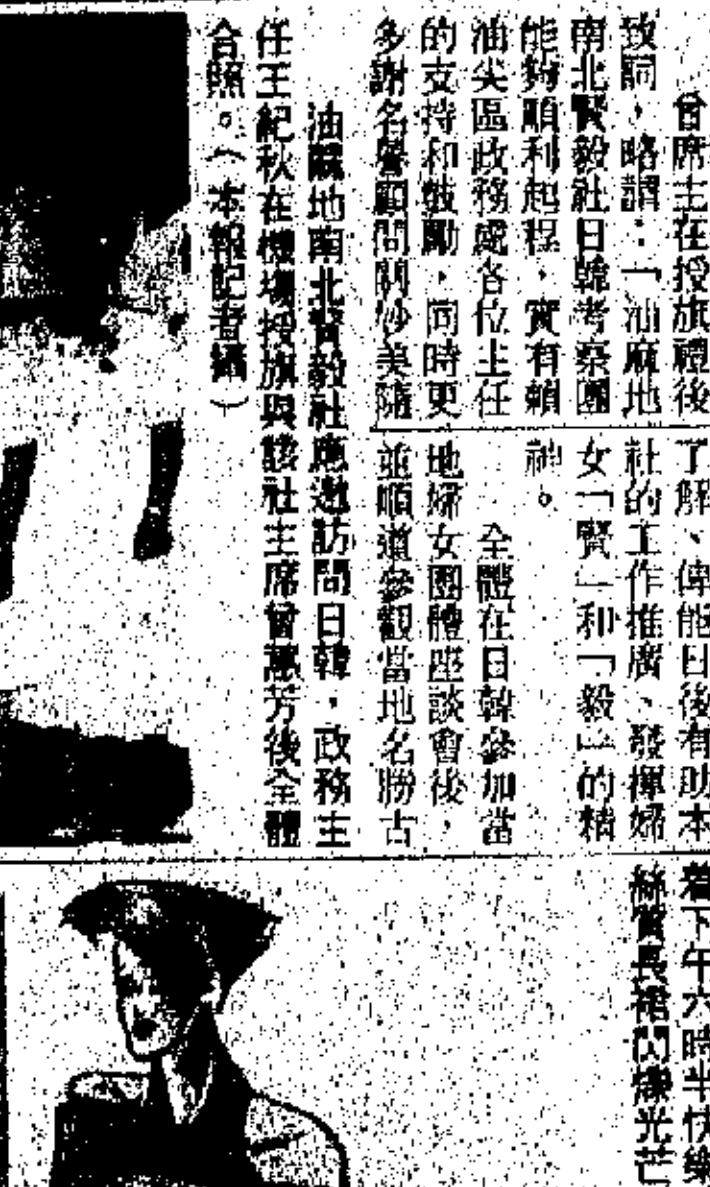 曾席主在授旗禮後
致詞，略謂：「油麻地
南北賢毅社日韓考察團
能夠順利起程，實有賴
油尖區政務處各位主任
的支持和鼓勵，同時更
多謝名譽顧問關妙美隨
了解、俾能日後有助本
社的工作推廣、發揮婦
女「賢」和「毅」的精
神。
全體在日韓參加當
地婦女團體座談會後，
並順道參觀當地名勝古
油蔴地南北賢毅社應邀訪問日韓，政務主
任王紀秋在機場授旗與該社主席曾蕙芳後全體
合照。（本報記者攝）
着下午六時半快樂
絲質長裙閃爍光芒